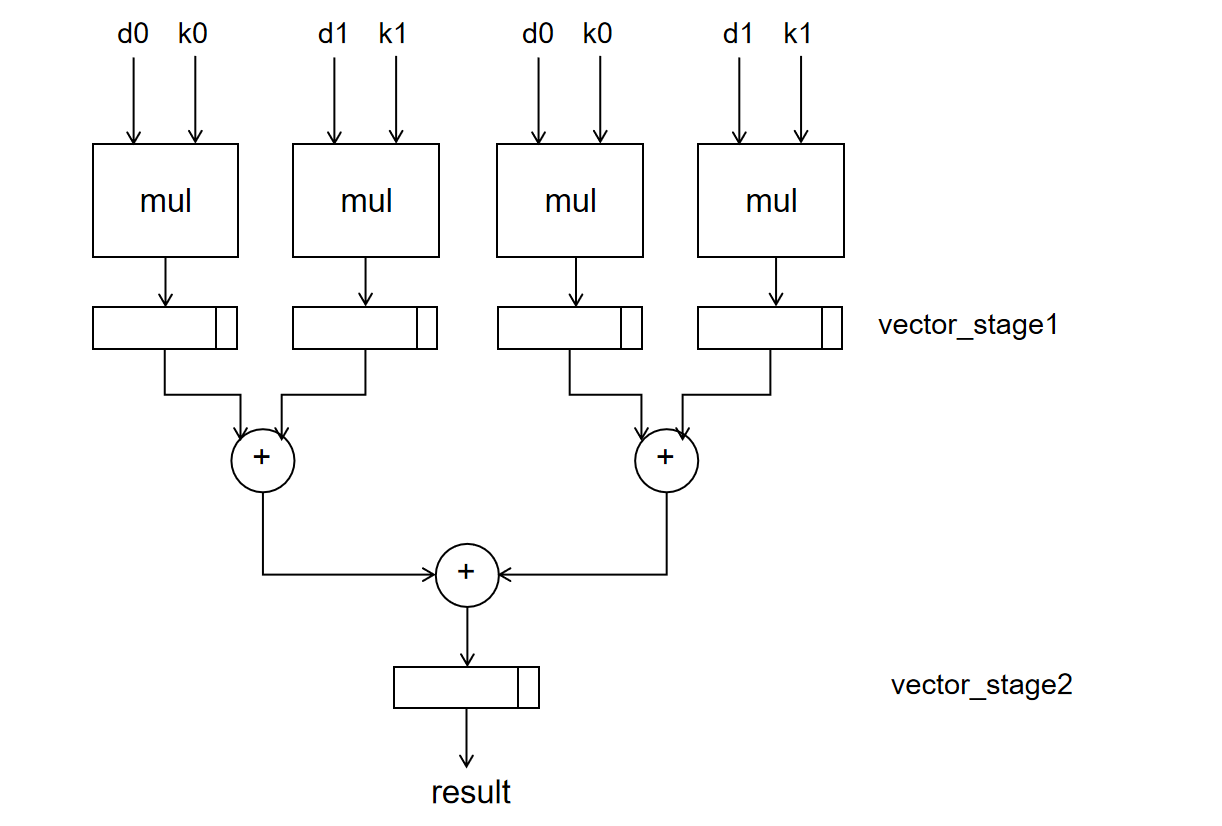 d0 k0 d1 k1 d0 k0 d1 k1
mul mul mul mul
vector_stage1
+ +
+
vector_stage2
result